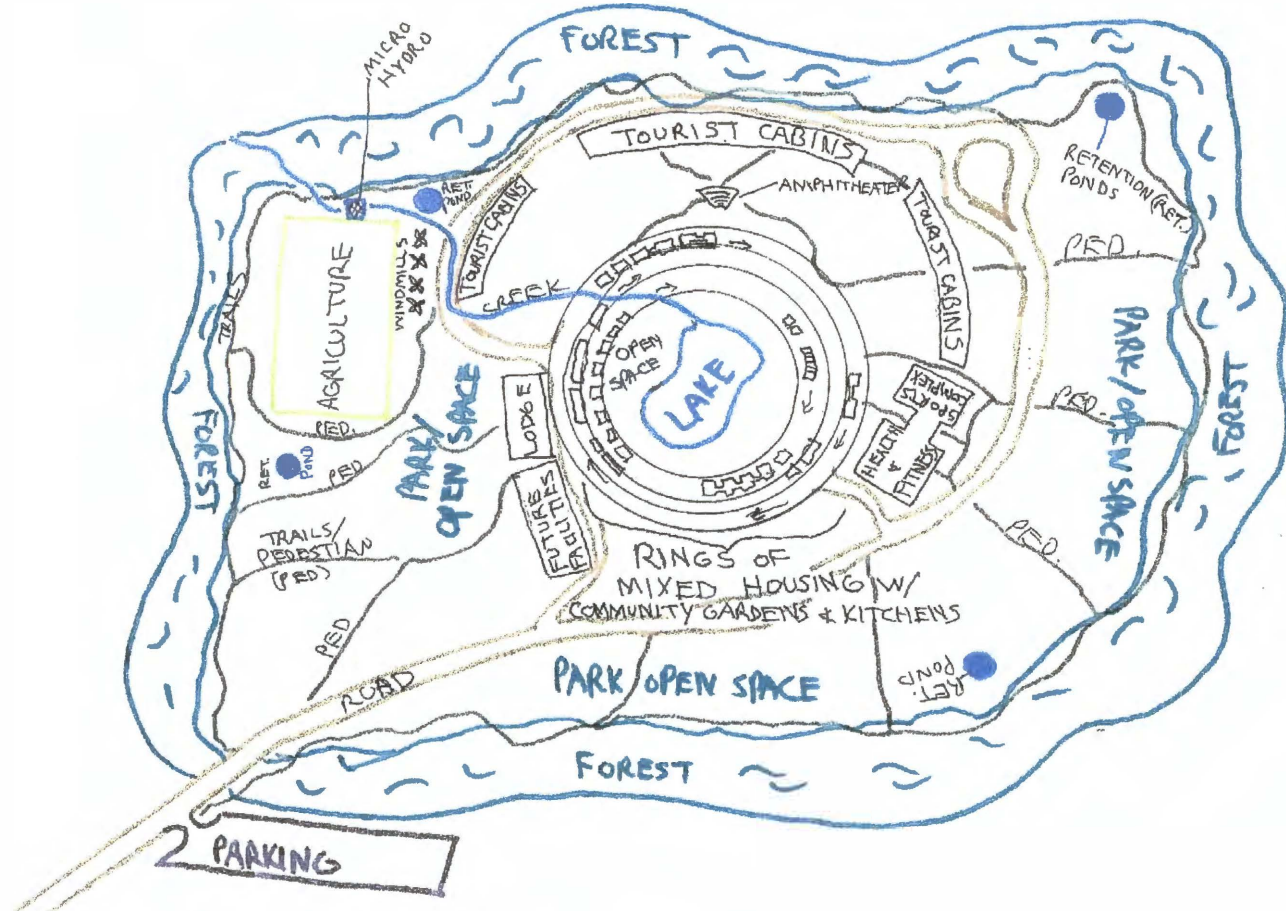 MICRO
HYDRO
FOREST
TOURIST CABINS
RETENTION (RET.)
PONDS
RET.
POND
AMPHITHEATER
TOURIST CABINS
TOURIST CABINS
PED.
TRAILS
AGRICULTURE
WINDMILLS
CREEK
OPEN
SPACE
LAKE
PARK/OPEN SPACE
FOREST
LODGE
SPORTS
COMPLEX
HEALTH
&
FITNESS
PED.
PED.
PARK/
OPEN SPACE
FOREST
RET.
POND
PED
FUTURE
FACILITIES
TRAILS/
PEDESTIAN
(PED)
PED.
RINGS OF
MIXED HOUSING W/
COMMUNITY GARDENS & KITCHENS
PED
ROAD
PARK/OPEN SPACE
RET.
POND
FOREST
PARKING